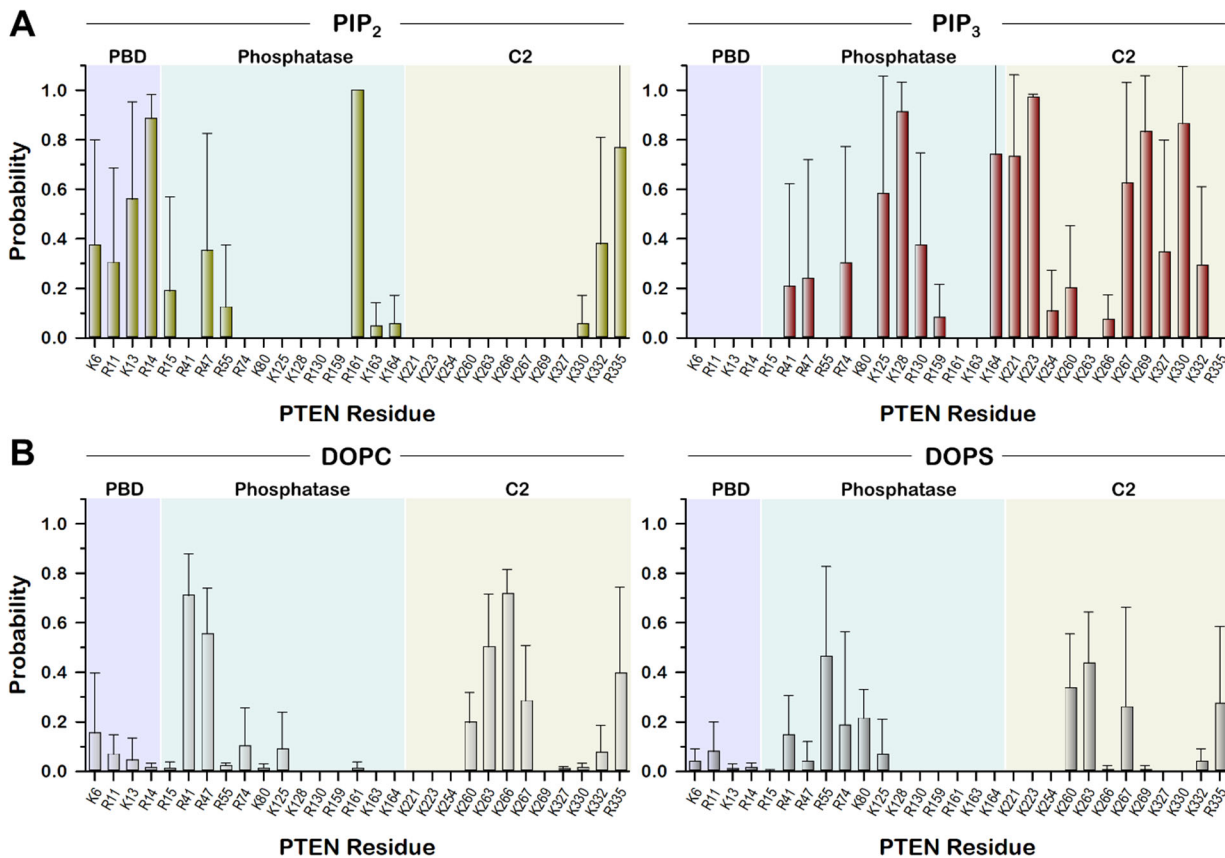 A
PIP2
PIP3
PBD Phosphatase C2
PBD Phosphatase C2
Probability
1.0
0.8
0.6
0.4
0.2
0.0
1.0
0.8
0.6
0.4
0.2
0.0
K6 R11 K13 R14 R15 R41 R47 R55 R74 K80 K125 K128 R130 R159 R161 K163 K164 K221 K223 K254 K260 K263 K266 K267 K269 K327 K330 K332 R335
K6 R11 K13 R14 R15 R41 R47 R55 R74 K80 K125 K128 R130 R159 R161 K163 K164 K221 K223 K254 K260 K263 K266 K267 K269 K327 K330 K332 R335
PTEN Residue
PTEN Residue
B
DOPC
DOPS
PBD Phosphatase C2
PBD Phosphatase C2
Probability
1.0
0.8
0.6
0.4
0.2
0.0
1.0
0.8
0.6
0.4
0.2
0.0
K6 R11 K13 R14 R15 R41 R47 R55 R74 K80 K125 K128 R130 R159 R161 K163 K164 K221 K223 K254 K260 K263 K266 K267 K269 K327 K330 K332 R335
K6 R11 K13 R14 R15 R41 R47 R55 R74 K80 K125 K128 R130 R159 R161 K163 K164 K221 K223 K254 K260 K263 K266 K267 K269 K327 K330 K332 R335
PTEN Residue
PTEN Residue